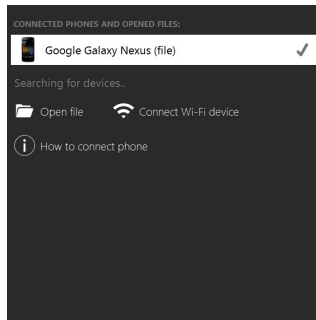 CONNECTED PHONES AND OPENED FILES:
Google Galaxy Nexus (file)
Searching for devices..
Open file Connect Wi-Fi device
How to connect phone